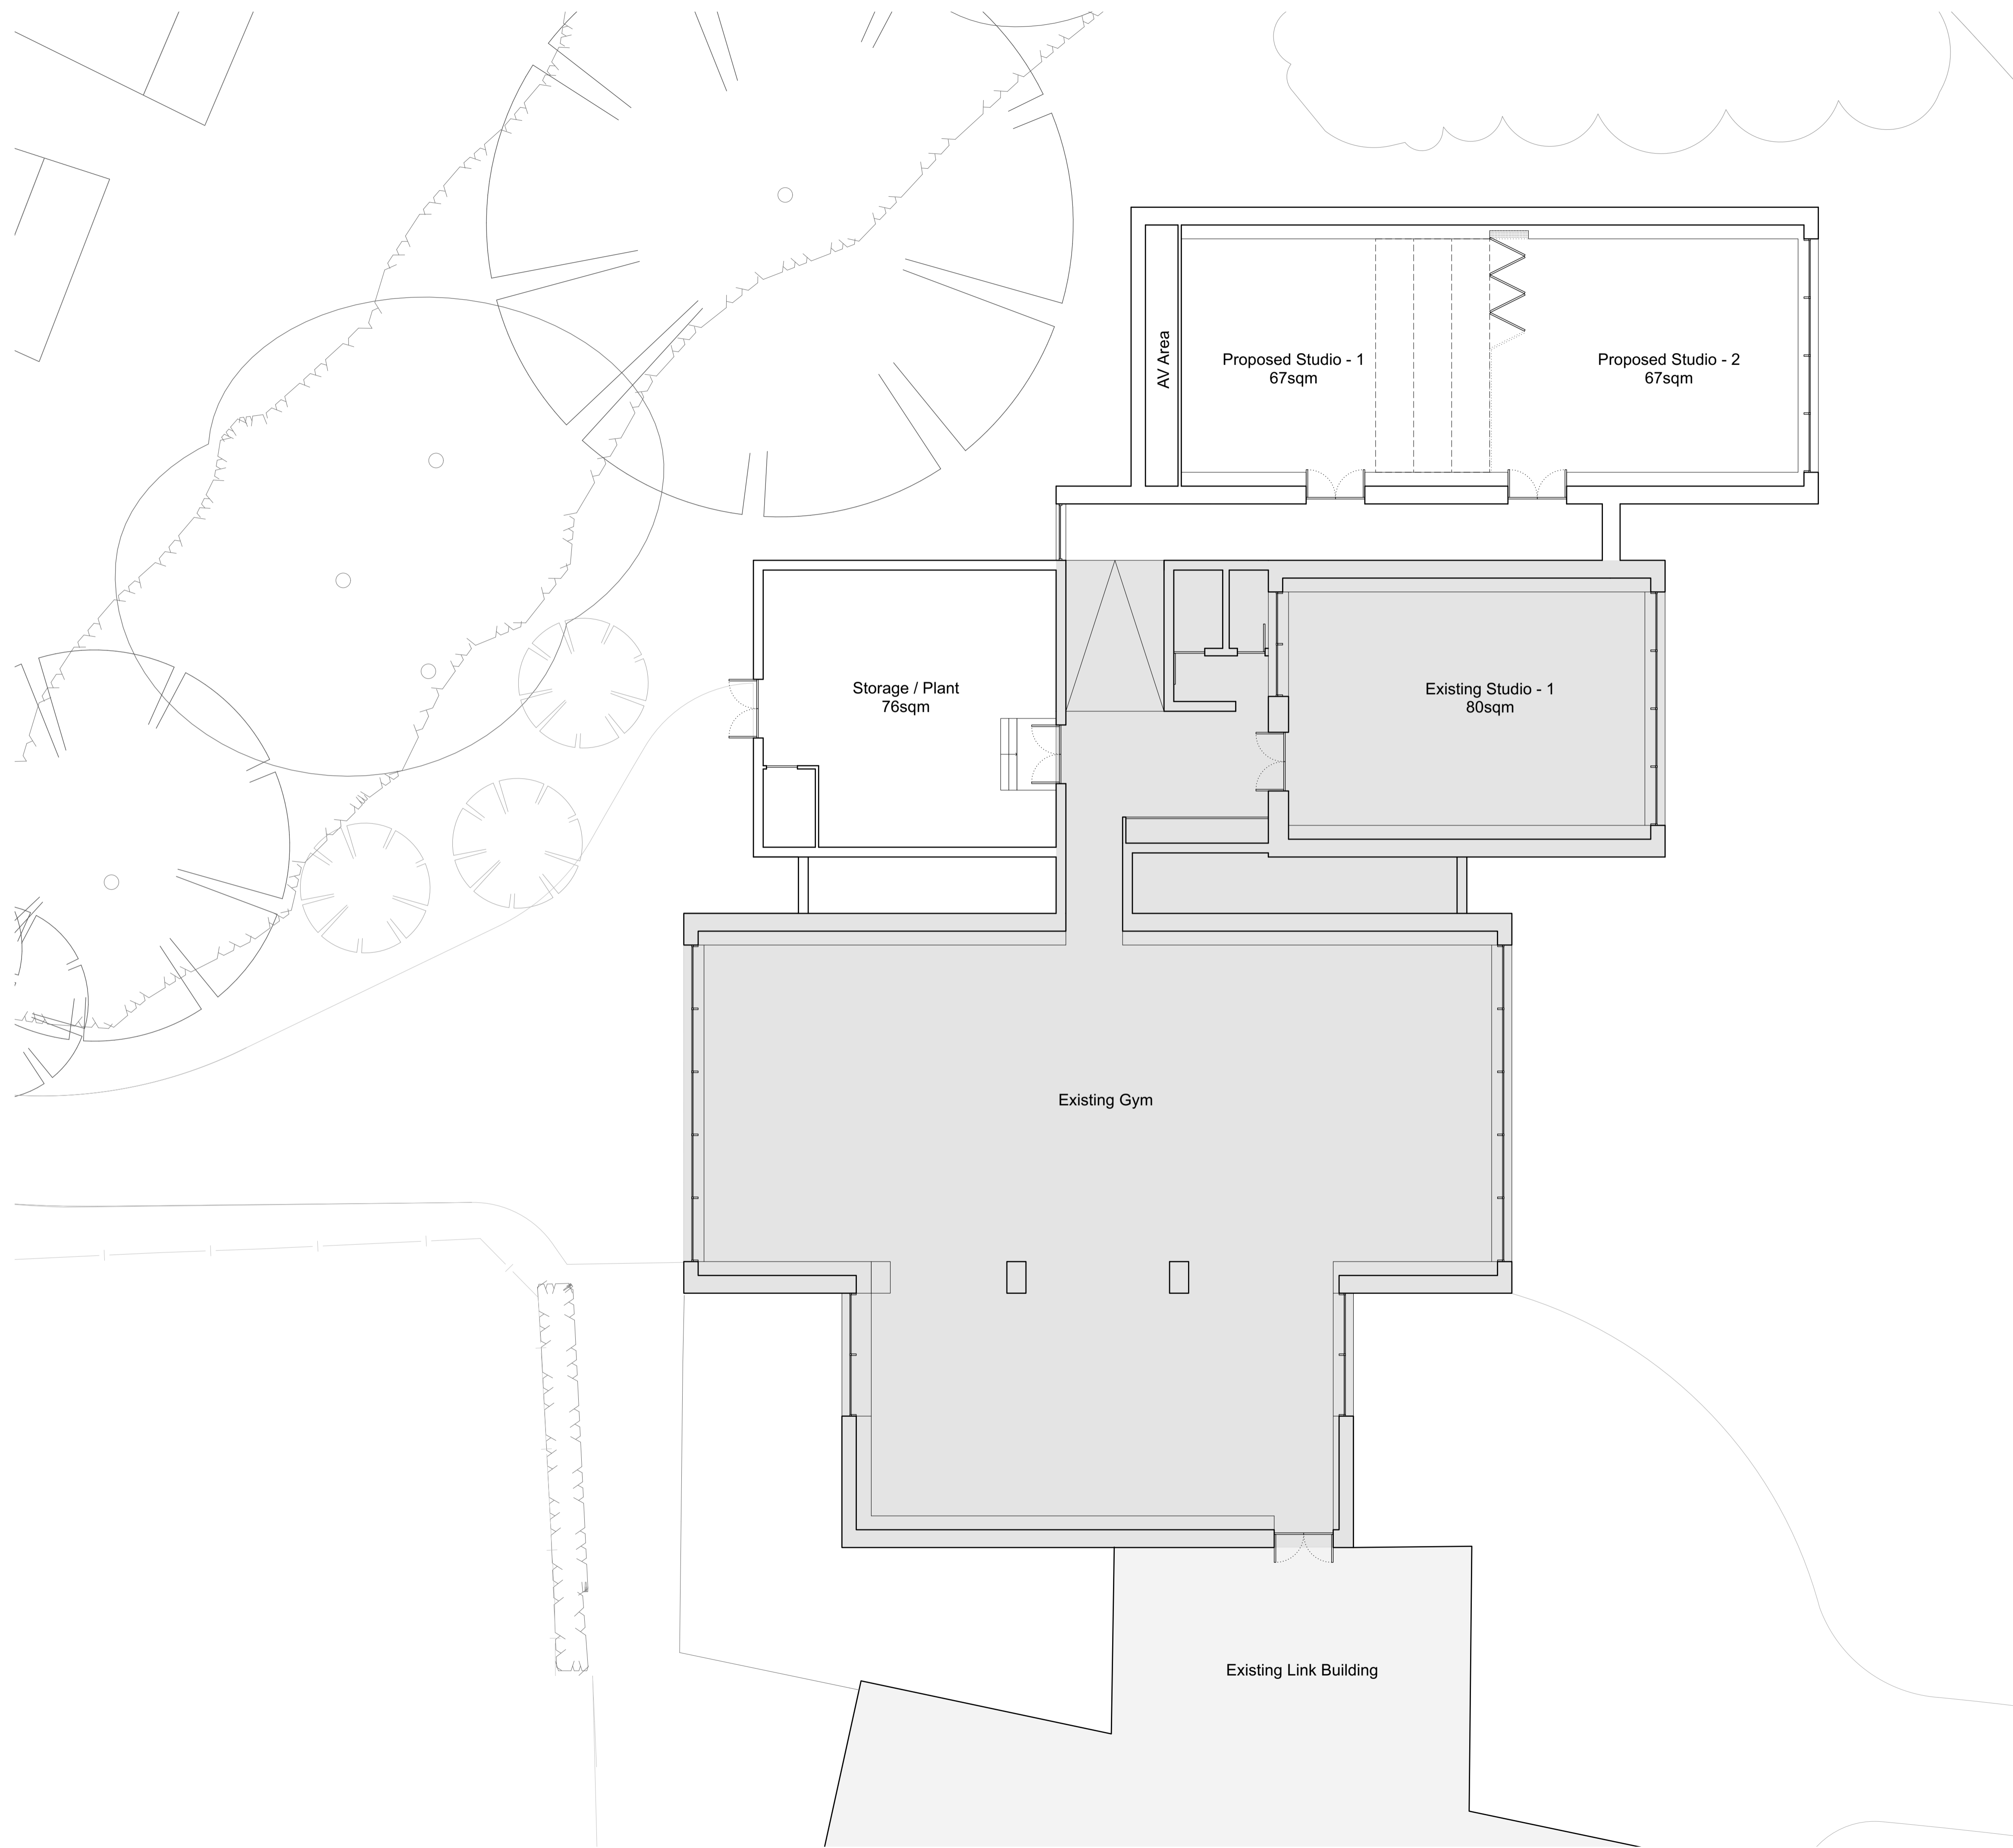 AV Area
Proposed Studio - 1
67sqm
Proposed Studio - 2
67sqm
Storage / Plant
76sqm
Existing Studio - 1
80sqm
Existing Gym
Existing Link Building